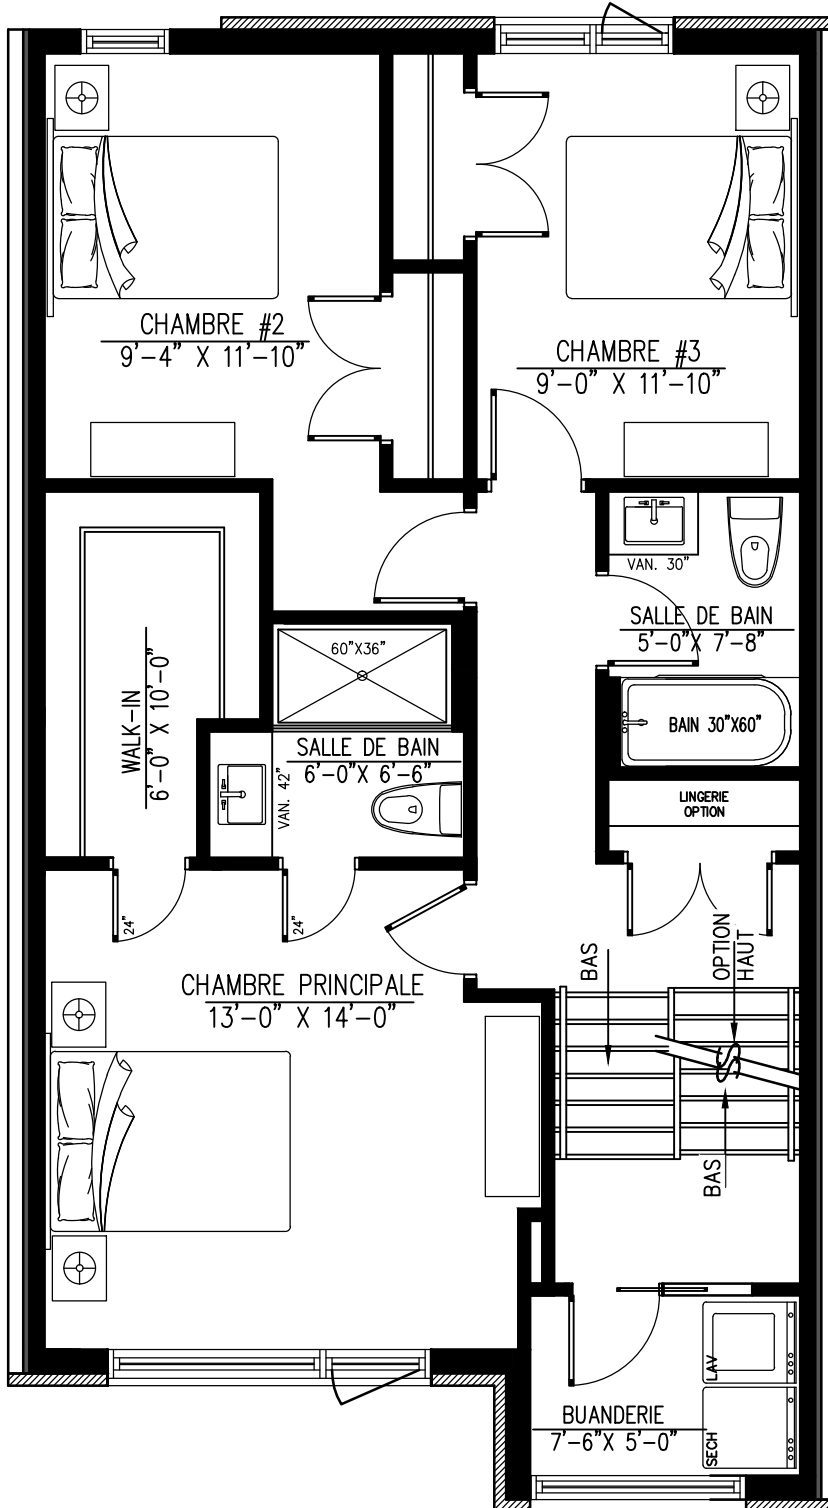 CHAMBRE #2
9'-4" X 11'-10"
CHAMBRE #3
9'-0" X 11'-10"
VAN. 30"
SALLE DE BAIN
5'-0"X 7'-8"
60"X36"
WALK-IN
6'-0" X 10'-0"
BAIN 30"X60"
SALLE DE BAIN
6'-0"X 6'-6"
VAN. 42"
LINGERIE
OPTION
24"
24"
BAS
OPTION
HAUT
CHAMBRE PRINCIPALE
13'-0" X 14'-0"
BAS
LAV
BUANDERIE
7'-6"X 5'-0"
SECH